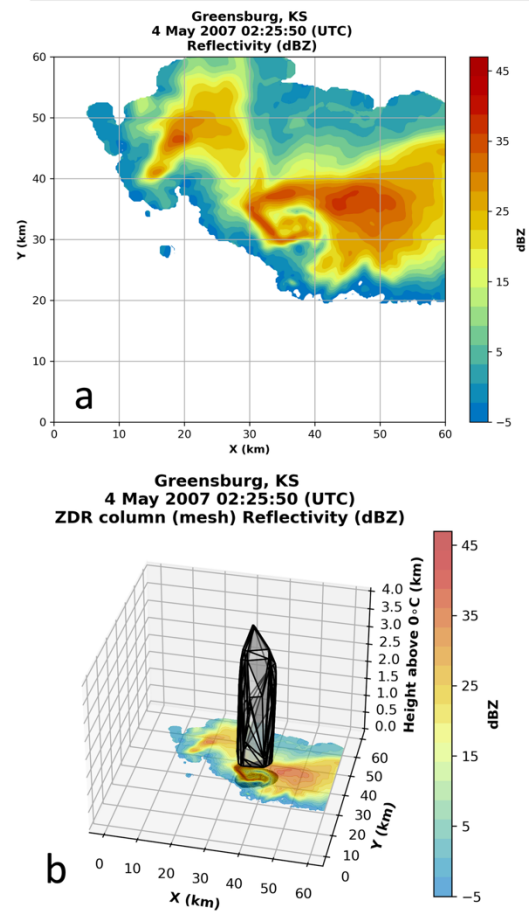 Greensburg, KS
4 May 2007 02:25:50 (UTC)
Reflectivity (dBZ)
60
50
40
30
20
10
0
Y (km)
0 10 20 30 40 50 60
X (km)
45
35
25
15
5
−5
dBZ
a
Greensburg, KS
4 May 2007 02:25:50 (UTC)
ZDR column (mesh) Reflectivity (dBZ)
4.0
3.5
3.0
2.5
2.0
1.5
1.0
0.5
0.0
Height above 0∘C (km)
60
50
40
30
20
10
0
Y (km)
0 10 20 30 40 50 60
X (km)
45
35
25
15
5
−5
dBZ
b